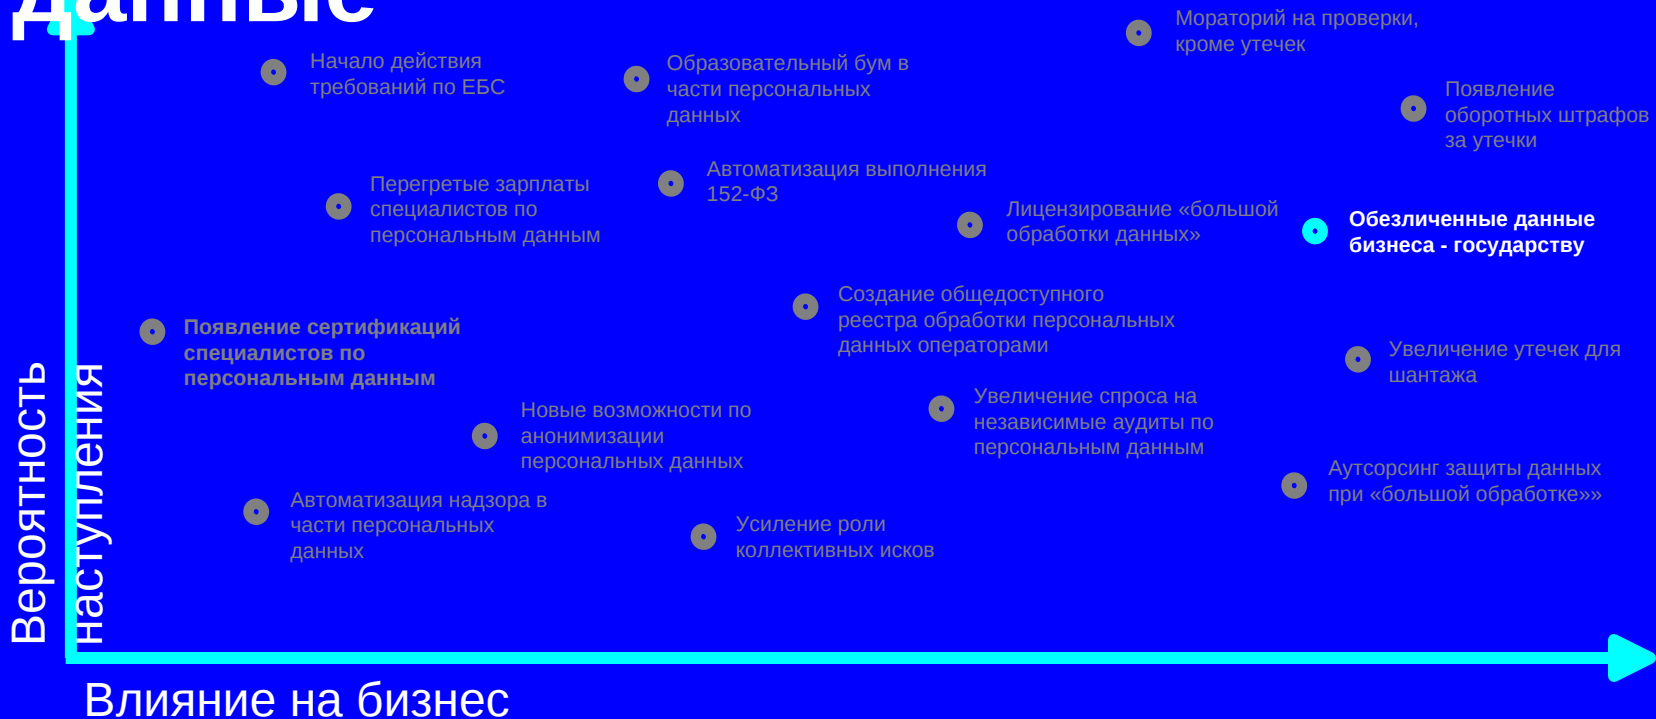 данные
Мораторий на проверки,
кроме утечек
Начало действия
требований по ЕБС
Образовательный бум в
части персональных
данных
Появление
оборотных штрафов
за утечки
Автоматизация выполнения
152-ФЗ
Перегретые зарплаты
специалистов по
персональным данным
Лицензирование «большой
обработки данных»
Обезличенные данные
бизнеса - государству
Создание общедоступного
реестра обработки персональных
данных операторами
Появление сертификаций
специалистов по
персональным данным
Увеличение утечек для
шантажа
Увеличение спроса на
независимые аудиты по
персональным данным
Новые возможности по
анонимизации
персональных данных
Аутсорсинг защиты данных
при «большой обработке»»
Автоматизация надзора в
части персональных
данных
Усиление роли
коллективных исков
Вероятность
наступления
Влияние на бизнес